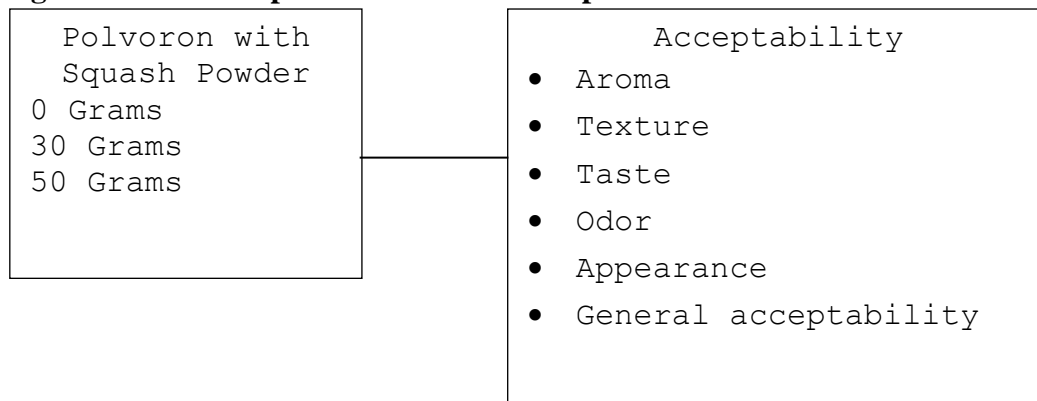 Polvoron with
Squash Powder
0 Grams
30 Grams
50 Grams
Acceptability
• Aroma
• Texture
• Taste
• Odor
• Appearance
• General acceptability